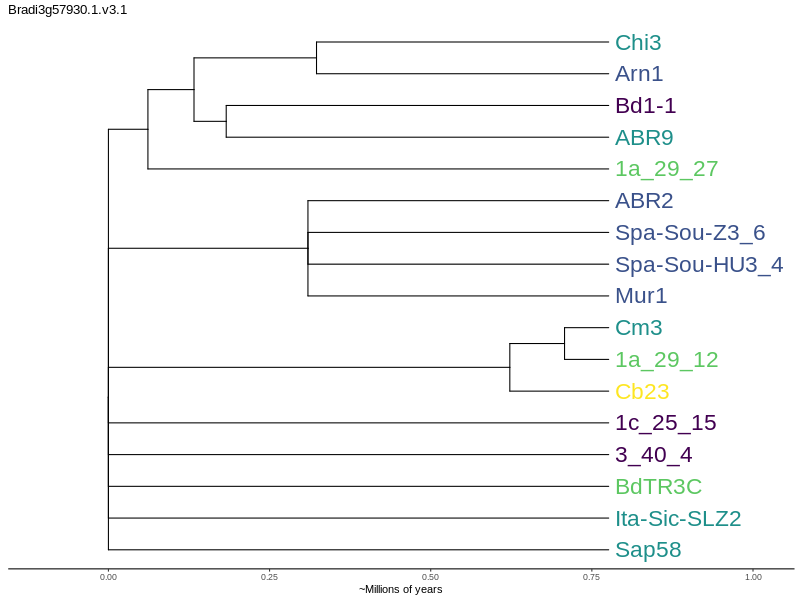 Bradi3g57930.1.v3.1
Chi3
Arn1
Bd1-1
ABR9
1a_29_27
ABR2
Spa-Sou-Z3_6
Spa-Sou-HU3_4
Mur1
Cm3
1a_29_12
Cb23
1c_25_15
3_40_4
BdTR3C
Ita-Sic-SLZ2
Sap58
0.00 0.25 0.50 0.75 1.00
~Millions of years